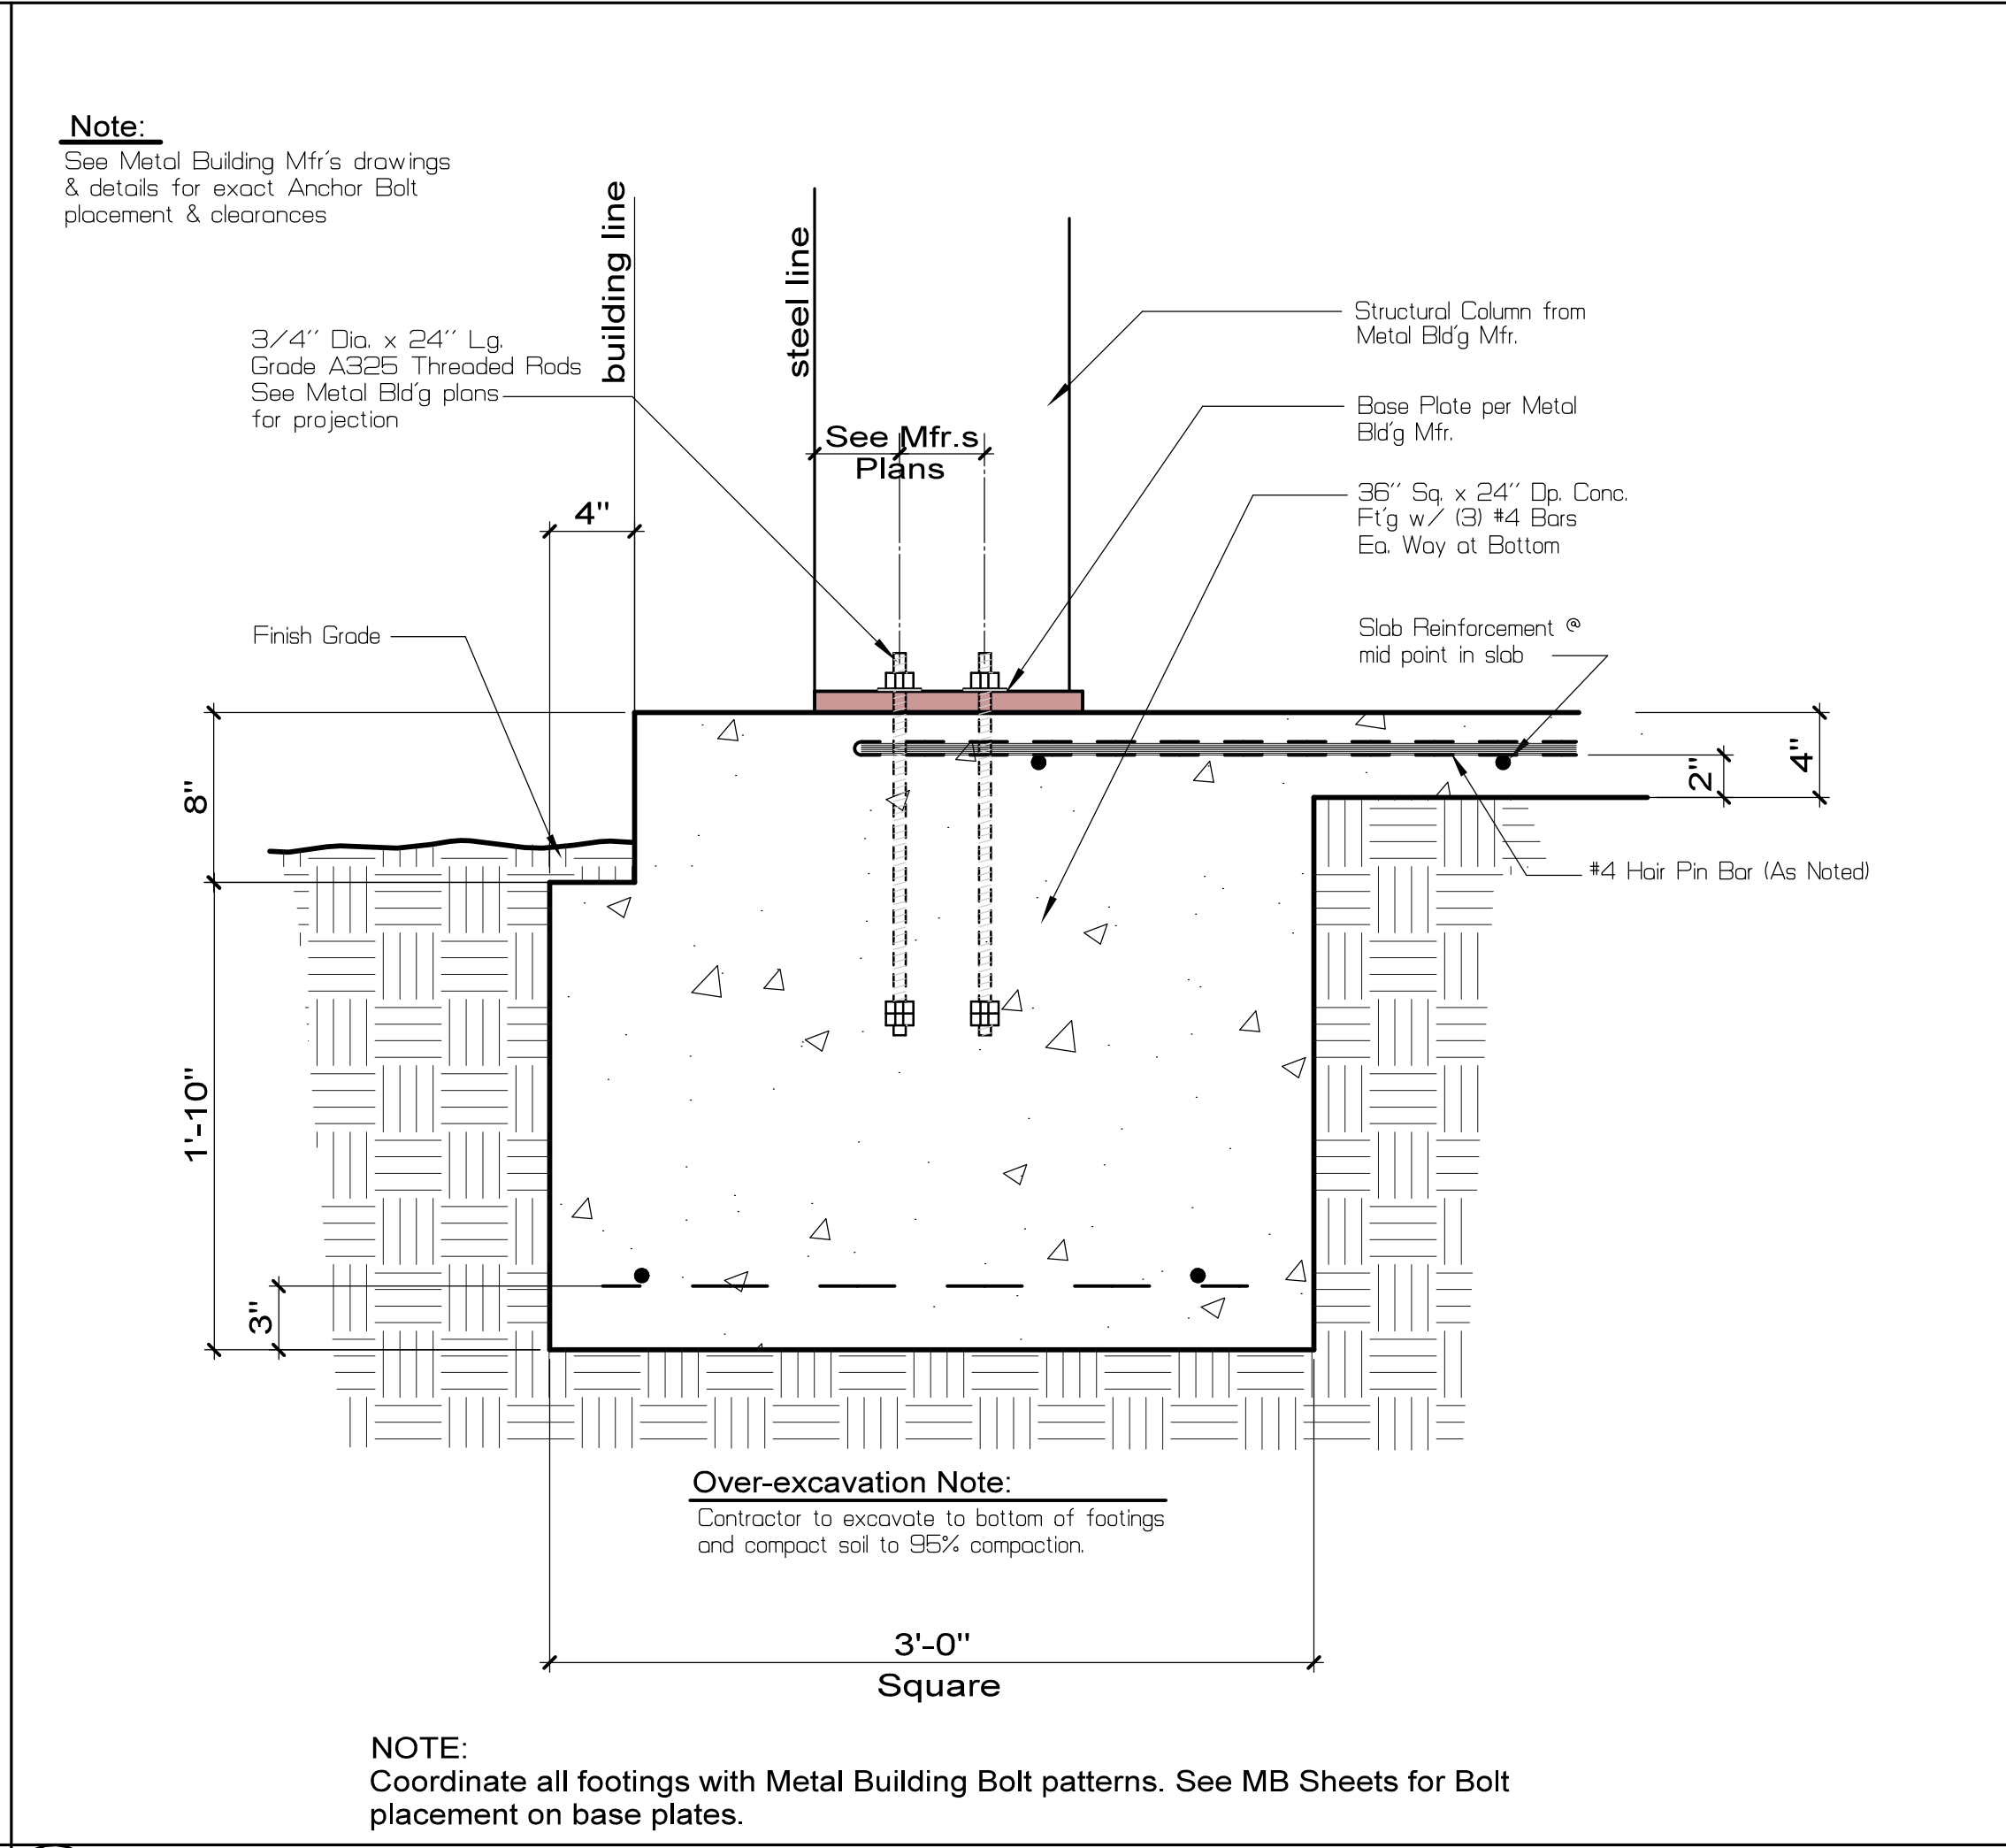 Note:
See Metal Building Mfr's drawings
& details for exact Anchor Bolt
placement & clearances
building line
steel line
3/4" Dia. x 24" Lg.
Grade A325 Threaded Rods
See Metal Bld'g plans
for projection
Structural Column from
Metal Bld'g Mfr.
Base Plate per Metal
Bld'g Mfr.
See Mfr.s
Plans
36" Sq. x 24" Dp. Conc.
Ft'g w/ (3) #4 Bars
Ea. Way at Bottom
4"
Finish Grade
Slab Reinforcement @
mid point in slab
8"
2"
4"
#4 Hair Pin Bar (As Noted)
1'-10"
3"
Over-excavation Note:
Contractor to excavate to bottom of footings
and compact soil to 95% compaction.
3'-0"
Square
NOTE:
Coordinate all footings with Metal Building Bolt patterns. See MB Sheets for Bolt
placement on base plates.